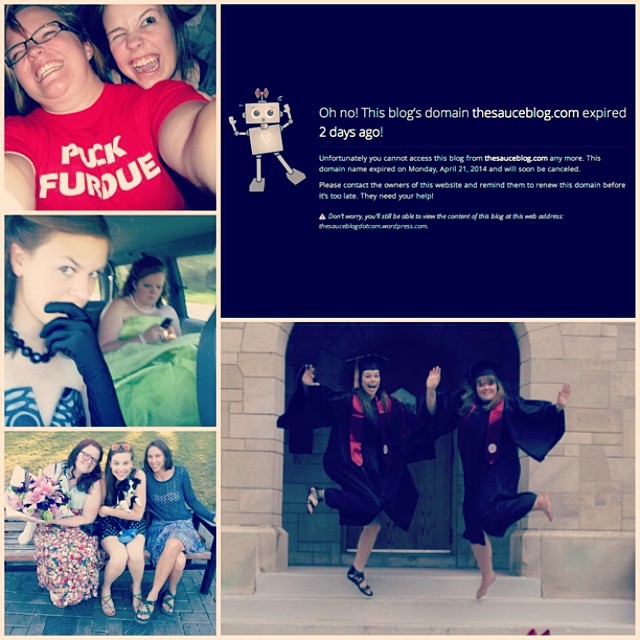 PUCK
FURDUE
Oh no! This blog's domain thesauceblog.com expired
2 days ago!
Unfortunately you cannot access this blog from thesauceblog.com any more. This
domain name expired on Monday, April 21, 2014 and will soon be canceled.
Please contact the owners of this website and remind them to renew this domain before
it's too late. They need your help!
Don't worry, you'll still be able to view the content of this blog at this web address:
thesauceblogdotcom.wordpress.com.